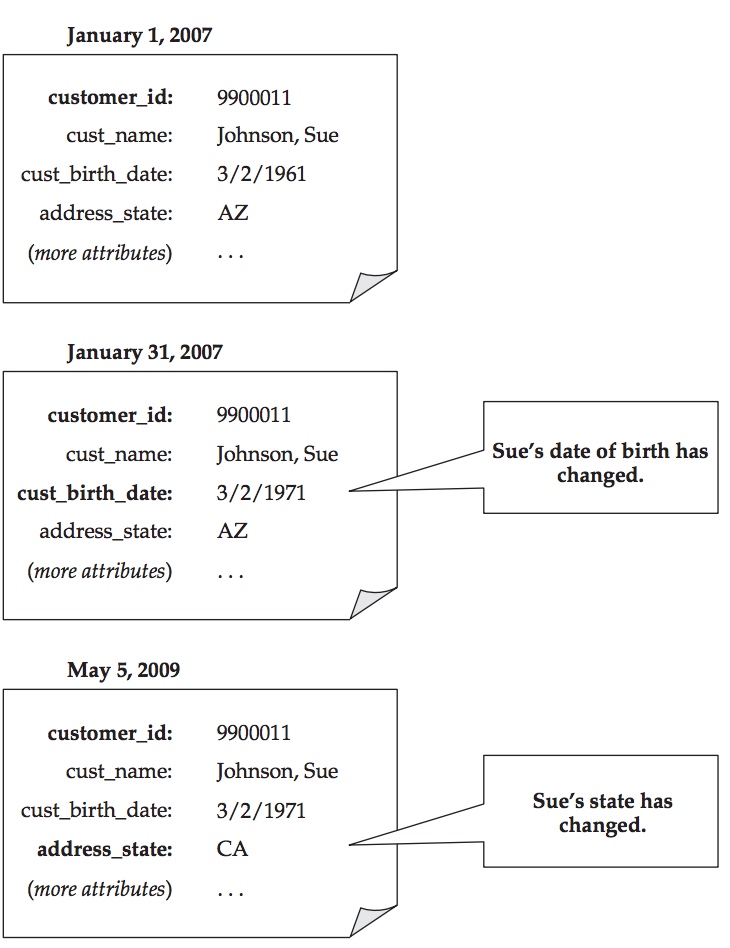 January 1, 2007
customer_id: 9900011
cust_name: Johnson, Sue
cust_birth_date: 3/2/1961
address_state: AZ
(more attributes) . . .
January 31, 2007
customer_id: 9900011
cust_name: Johnson, Sue
cust_birth_date: 3/2/1971
address_state: AZ
(more attributes) . . .
Sue’s date of birth has
changed.
May 5, 2009
customer_id: 9900011
cust_name: Johnson, Sue
cust_birth_date: 3/2/1971
address_state: CA
(more attributes) . . .
Sue’s state has
changed.